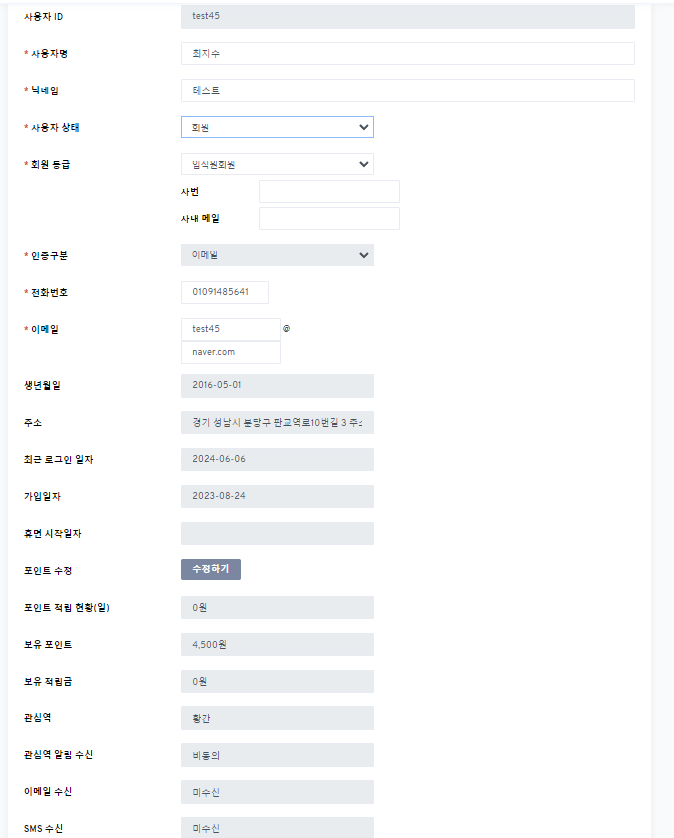 사용자 ID test45
* 사용자명 최지수
* 닉네임 테스트
* 사용자 상태 회원
* 회원 등급 임직원회원
사번
사내 메일
* 인증구분 이메일
* 전화번호 01091485641
* 이메일 test45 @
naver.com
생년월일 2016-05-01
주소 경기 성남시 분당구 판교역로10번길 3 주소
최근 로그인 일자 2024-06-06
가입일자 2023-08-24
휴면 시작일자
포인트 수정 수정하기
포인트 적립 현황(일) 0원
보유 포인트 4,500원
보유 적립금 0원
관심역 황간
관심역 알림 수신 비동의
이메일 수신 미수신
SMS 수신 미수신